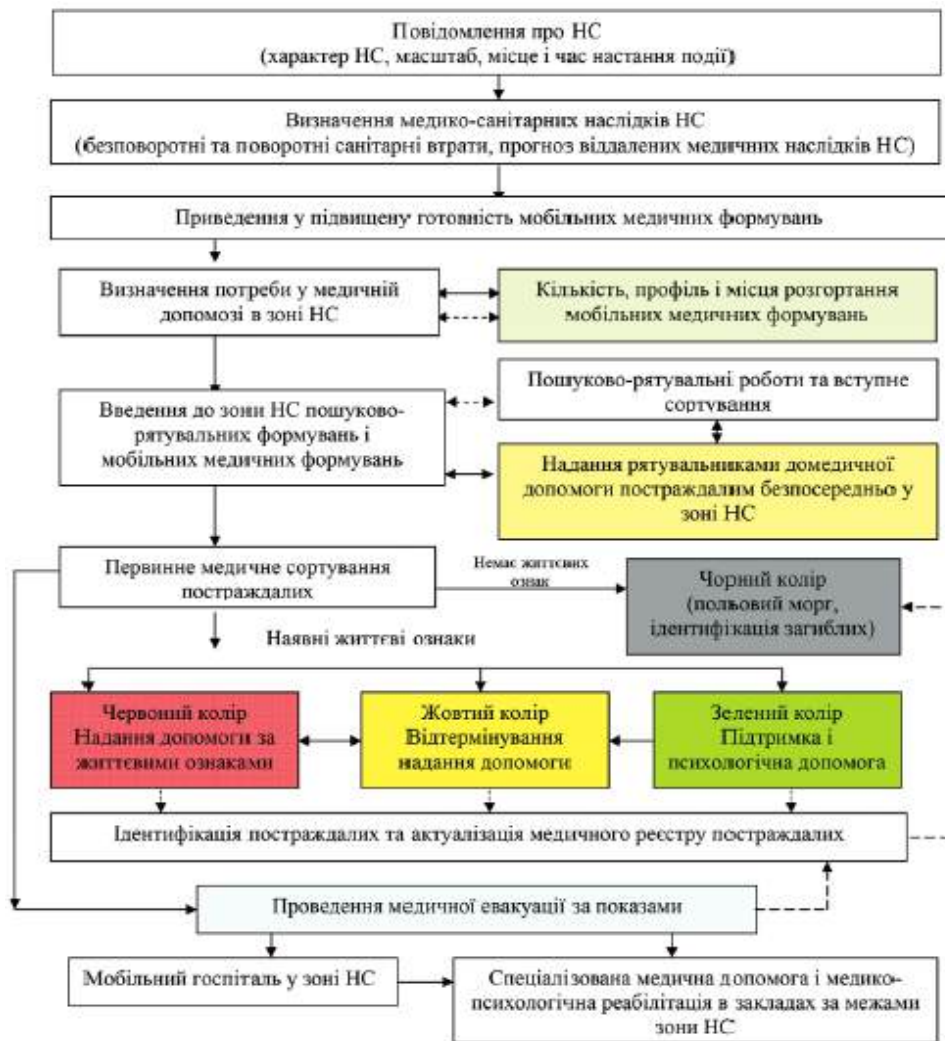 Повідомлення про НС
(характер НС, масштаб, місце і час настання події)
Визначення медико-санітарних наслідків НС
(безповоротні та поворотні санітарні втрати, прогноз віддалених медичних наслідків НС)
Приведення у підвищену готовність мобільних медичних формувань
Визначення потреби у медичній
допомозі в зоні НС
Кількість, профіль і місця розгортання
мобільних медичних формувань
Введення до зони НС пошуково-
рятувальних формувань і
мобільних медичних формувань
Пошуково-рятувальні роботи та вступне
сортування
Надання рятувальниками домедичної
допомоги постраждалим безпосередньо у
зоні НС
Первинне медичне сортування
постраждалих
Немає життєвих
ознак
Чорний колір
(польовий морг,
ідентифікація загиблих)
Наявні життєві ознаки
Червоний колір
Надання допомоги за
життєвими ознаками
Жовтий колір
Відтермінування
надання допомоги
Зелений колір
Підтримка і
психологічна допомога
Ідентифікація постраждалих та актуалізація медичного реєстру постраждалих
Проведення медичної евакуації за показами
Мобільний госпіталь у зоні НС
Спеціалізована медична допомога і медико-
психологічна реабілітація в закладах за межами
зони НС